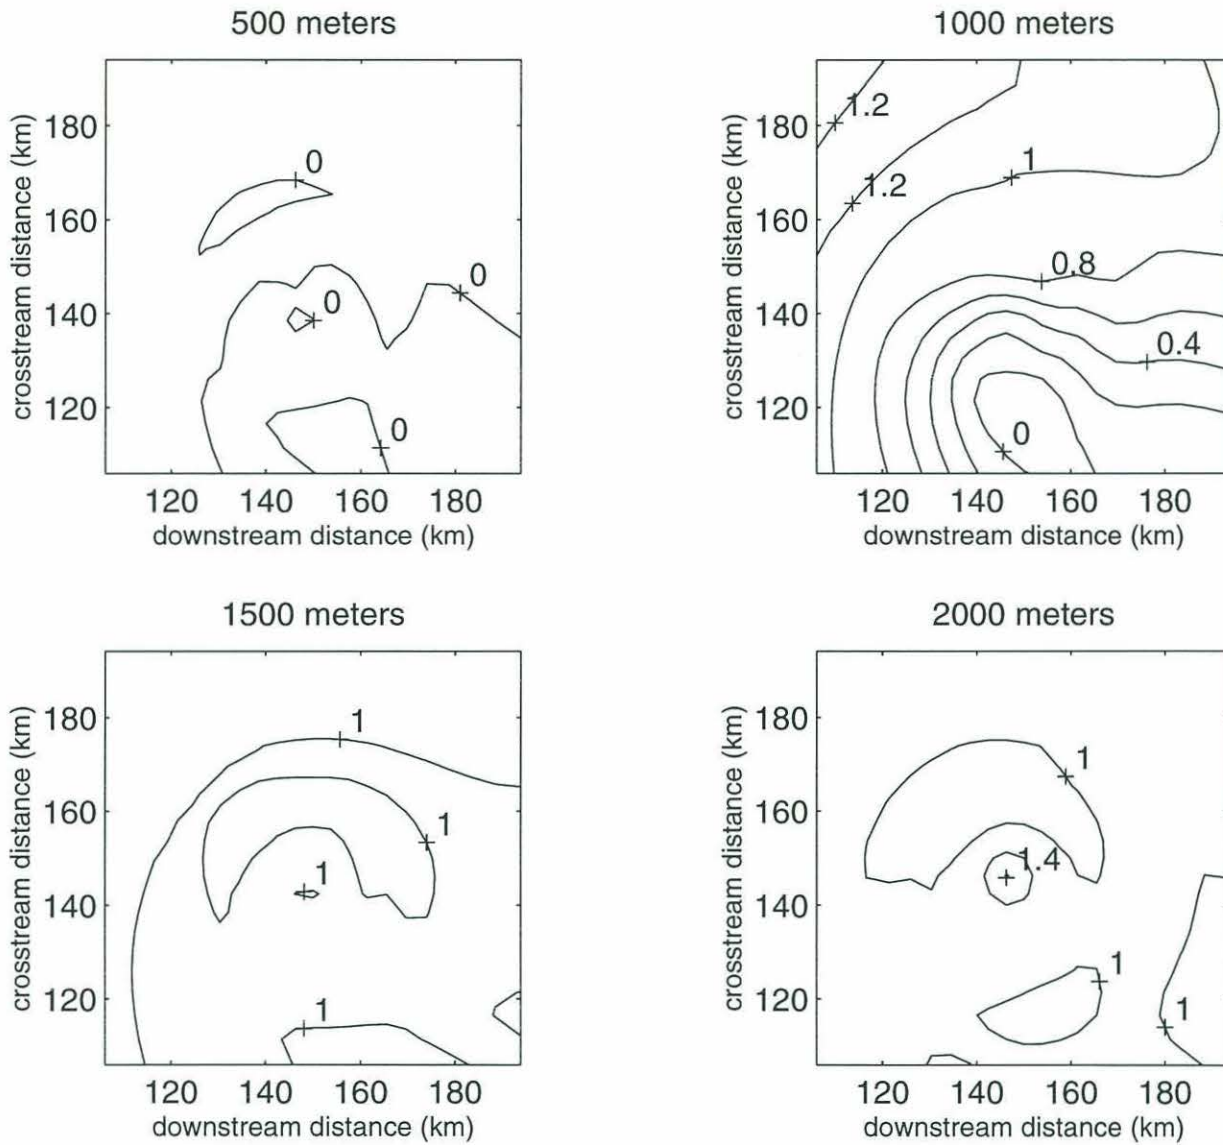 500 meters
crosstream distance (km)
180
160
140
120
0
0
0
0
120 140 160 180
downstream distance (km)
1000 meters
crosstream distance (km)
180
160
140
120
1.2
1.2
1
0.8
0.4
0
120 140 160 180
downstream distance (km)
1500 meters
crosstream distance (km)
180
160
140
120
1
1
1
1
120 140 160 180
downstream distance (km)
2000 meters
crosstream distance (km)
180
160
140
120
1
1.4
1
1
120 140 160 180
downstream distance (km)